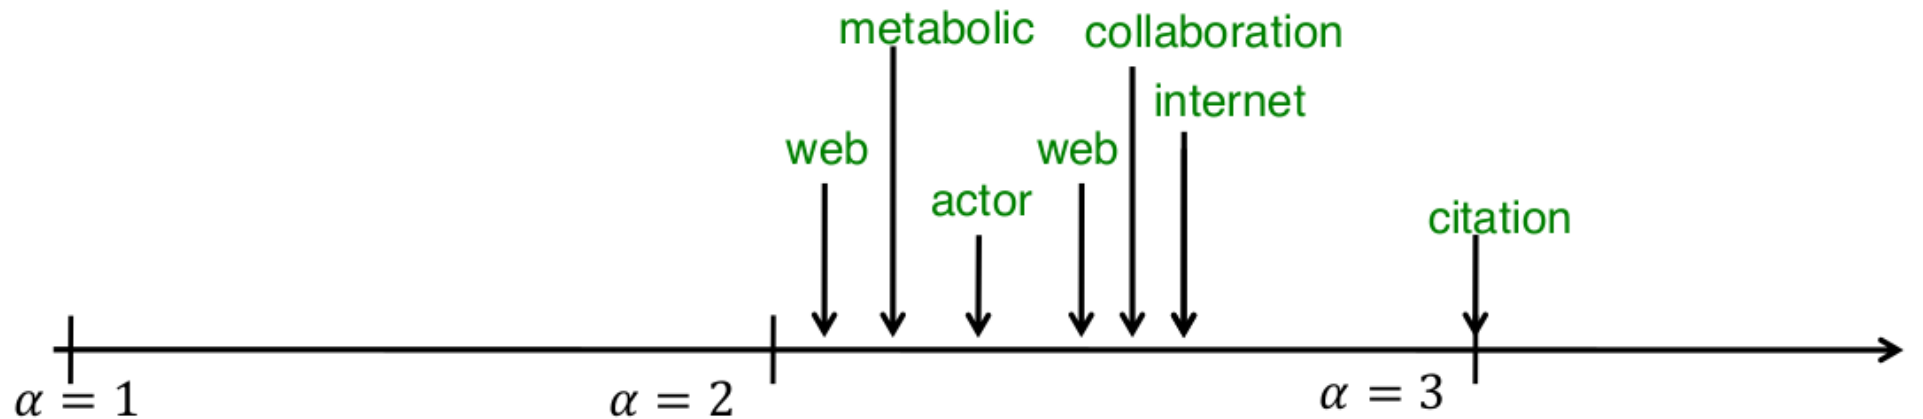 metabolic
collaboration
internet
web
web
actor
citation
α = 1
α = 2
α = 3